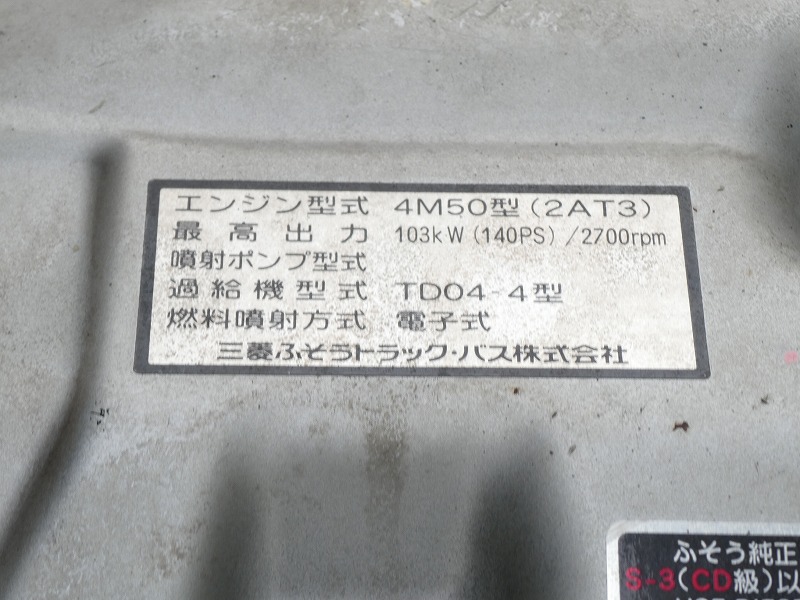 エンジン型式 4M50型(2AT3)
最高出力 103kW(140PS)/2700rpm
噴射ポンプ型式
過給機型式 TD04-4型
燃料噴射方式 電子式
三菱ふそうトラック・バス株式会社
ふそう純正
S-3(CD級)以